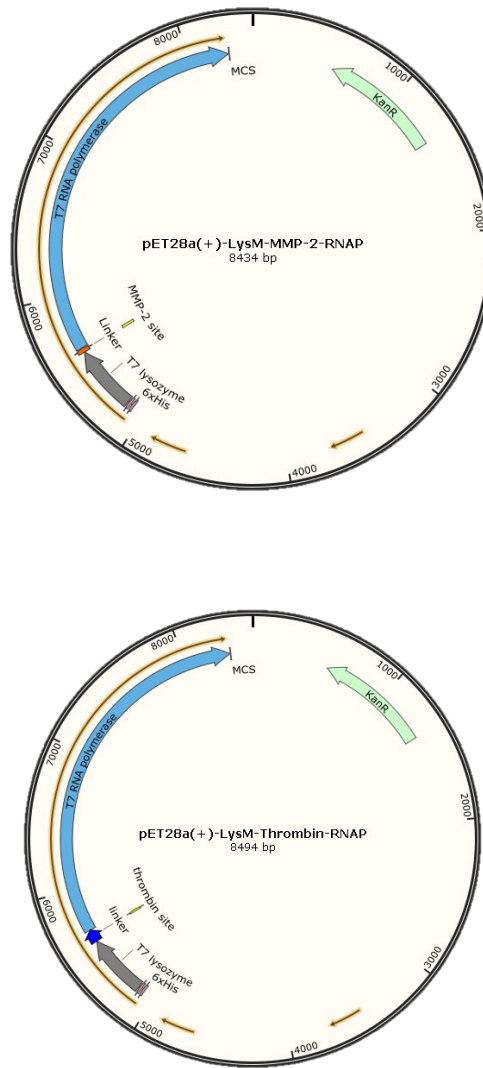 8000
MCS
1000
KanR
7000
T7 RNA polymerase
2000
pET28a(+)-LysM-MMP-2-RNAP
8434 bp
6000
MMP-2 site
Linker
T7 lysozyme
6xHis
3000
5000
4000
8000
MCS
1000
KanR
7000
T7 RNA polymerase
2000
pET28a(+)-LysM-Thrombin-RNAP
8494 bp
6000
thrombin site
linker
T7 lysozyme
6xHis
3000
5000
4000